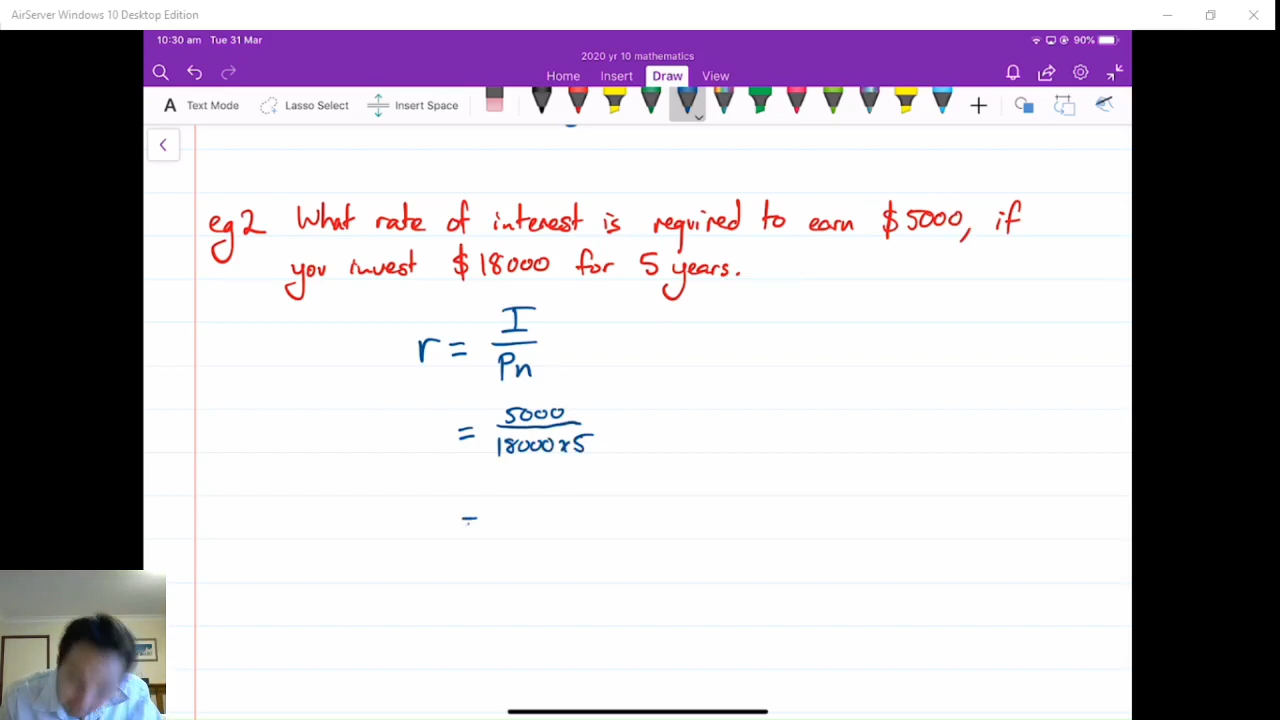 AirServer Windows 10 Desktop Edition
10:30 am Tue 31 Mar
90%
2020 yr 10 mathematics
Home Insert Draw View
A Text Mode Lasso Select Insert Space
eg2 What rate of interest is required to earn $5000, if
you invest $18000 for 5 years.
r = I
Pn
= 5000
18000x5
=